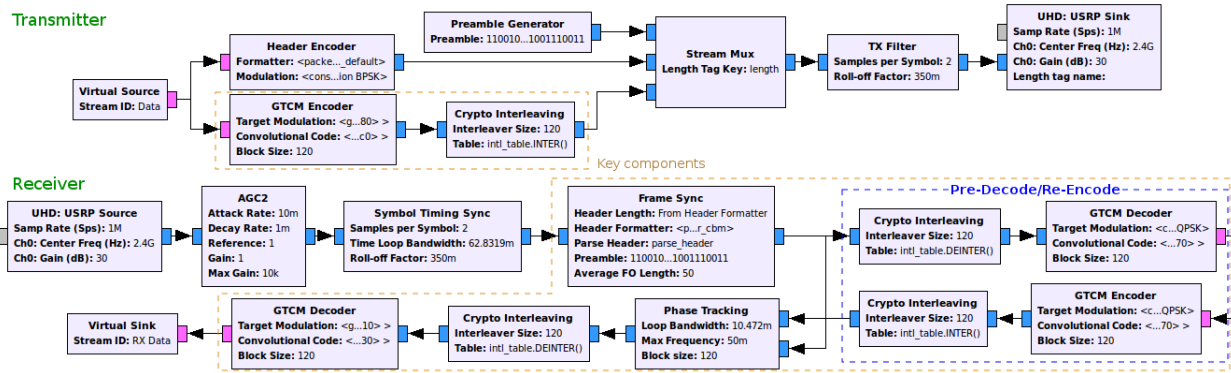 Transmitter
Preamble Generator
Preamble: 110010...1001110011
UHD: USRP Sink
Samp Rate (Sps): 1M
Ch0: Center Freq (Hz): 2.4G
Ch0: Gain (dB): 30
Length tag name:
Header Encoder
Formatter: <packe..._default>
Modulation: <cons...ion BPSK>
Stream Mux
Length Tag Key: length
TX Filter
Samples per Symbol: 2
Roll-off Factor: 350m
Virtual Source
Stream ID: Data
GTCM Encoder
Target Modulation: <g...80> >
Convolutional Code: <...c0> >
Block Size: 120
Crypto Interleaving
Interleaver Size: 120
Table: intl_table.INTER()
Key components
Receiver
Pre-Decode/Re-Encode
UHD: USRP Source
Samp Rate (Sps): 1M
Ch0: Center Freq (Hz): 2.4G
Ch0: Gain (dB): 30
AGC2
Attack Rate: 10m
Decay Rate: 1m
Reference: 1
Gain: 1
Max Gain: 10k
Symbol Timing Sync
Samples per Symbol: 2
Time Loop Bandwidth: 62.8319m
Roll-off Factor: 350m
Frame Sync
Header Length: From Header Formatter
Header Formatter: <p...r_cbm>
Parse Header: parse_header
Preamble: 110010...1001110011
Average FO Length: 50
Crypto Interleaving
Interleaver Size: 120
Table: intl_table.DEINTER()
GTCM Decoder
Target Modulation: <c...QPSK>
Convolutional Code: <...70> >
Block Size: 120
Virtual Sink
Stream ID: RX Data
GTCM Decoder
Target Modulation: <g...10> >
Convolutional Code: <...30> >
Block Size: 120
Crypto Interleaving
Interleaver Size: 120
Table: intl_table.DEINTER()
Phase Tracking
Loop Bandwidth: 10.472m
Max Frequency: 50m
Block size: 120
Crypto Interleaving
Interleaver Size: 120
Table: intl_table.INTER()
GTCM Encoder
Target Modulation: <c...QPSK>
Convolutional Code: <...70> >
Block Size: 120